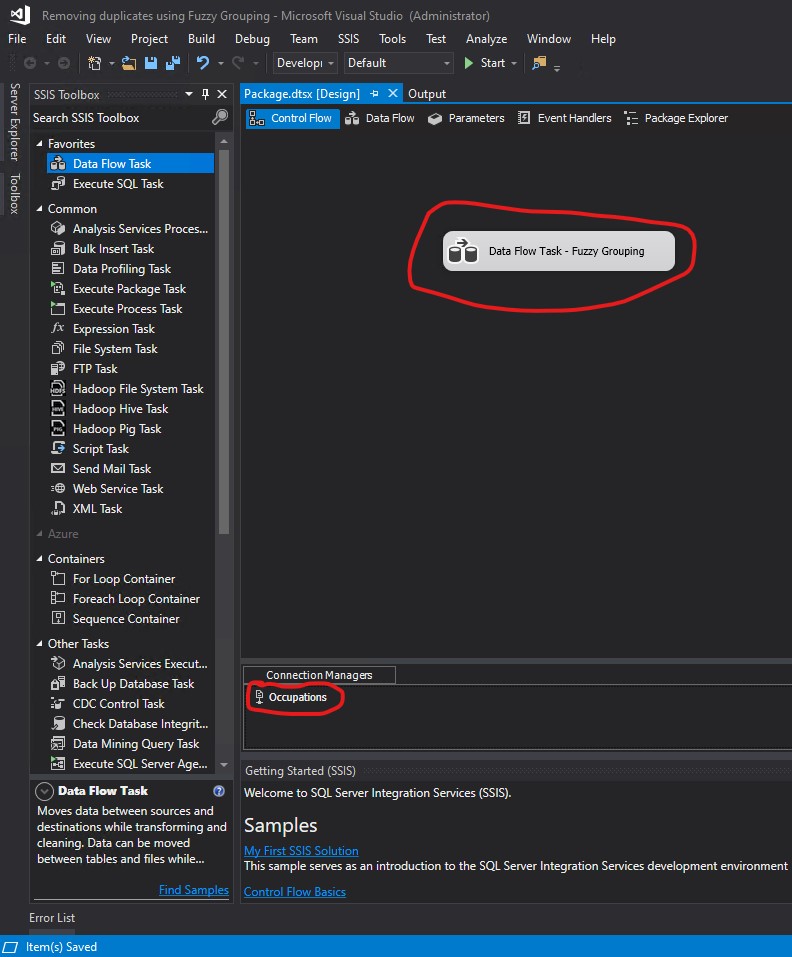 Removing duplicates using Fuzzy Grouping - Microsoft Visual Studio (Administrator)
File Edit View Project Build Debug Team SSIS Tools Test Analyze Window Help
Default Start
Server Explorer
Toolbox
SSIS Toolbox
Search SSIS Toolbox
Favorites
Data Flow Task
Execute SQL Task
Common
Analysis Services Proces...
Bulk Insert Task
Data Profiling Task
Execute Package Task
Execute Process Task
Expression Task
File System Task
FTP Task
Hadoop File System Task
Hadoop Hive Task
Hadoop Pig Task
Script Task
Send Mail Task
Web Service Task
XML Task
Azure
Containers
For Loop Container
Foreach Loop Container
Sequence Container
Other Tasks
Analysis Services Execut...
Back Up Database Task
CDC Control Task
Check Database Integrit...
Data Mining Query Task
Execute SQL Server Age...
Data Flow Task
Moves data between sources and
destinations while transforming and
cleaning. Data can be moved
between tables and files while...
Find Samples
Package.dtsx [Design] Output
Control Flow Data Flow Parameters Event Handlers Package Explorer
Data Flow Task - Fuzzy Grouping
Connection Managers
Occupations
Getting Started (SSIS)
Welcome to SQL Server Integration Services (SSIS).
Samples
My First SSIS Solution
This sample serves as an introduction to the SQL Server Integration Services development environment
Control Flow Basics
Error List
Item(s) Saved